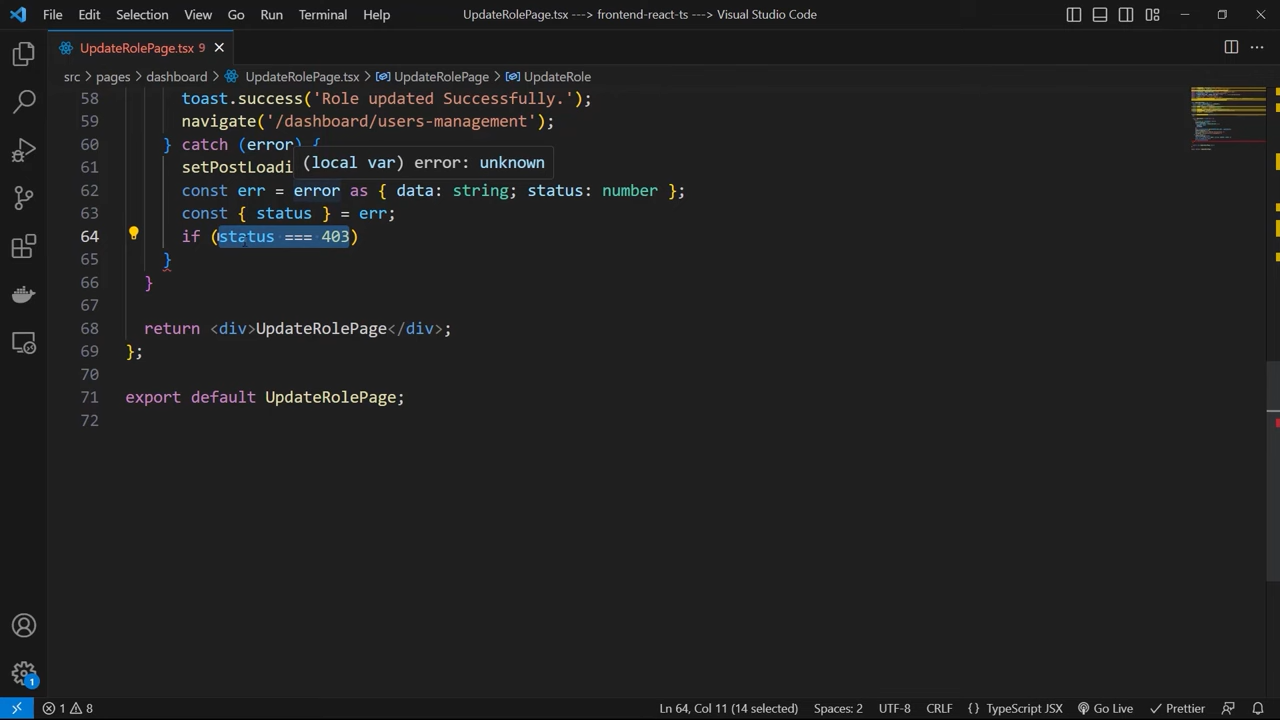 File Edit Selection View Go Run Terminal Help UpdateRolePage.tsx ---> frontend-react-ts ---> Visual Studio Code
UpdateRolePage.tsx 9
src > pages > dashboard > UpdateRolePage.tsx > UpdateRolePage > UpdateRole
58 toast.success('Role updated Successfully.');
59 navigate('/dashboard/users-management');
60 } catch (error) {
61 setPostLoadi
(local var) error: unknown
62 const err = error as { data: string; status: number };
63 const { status } = err;
64 if (status === 403)
65 }
66 }
67
68 return <div>UpdateRolePage</div>;
69 };
70
71 export default UpdateRolePage;
72
1
1 8 Ln 64, Col 11 (14 selected) Spaces: 2 UTF-8 CRLF {} TypeScript JSX Go Live Prettier